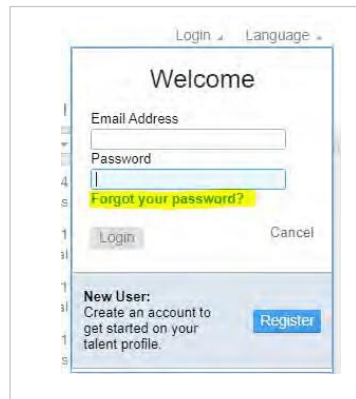 Login Language
Welcome
Email Address
Password
Forgot your password?
Login Cancel
New User:
Create an account to
get started on your
talent profile.
Register